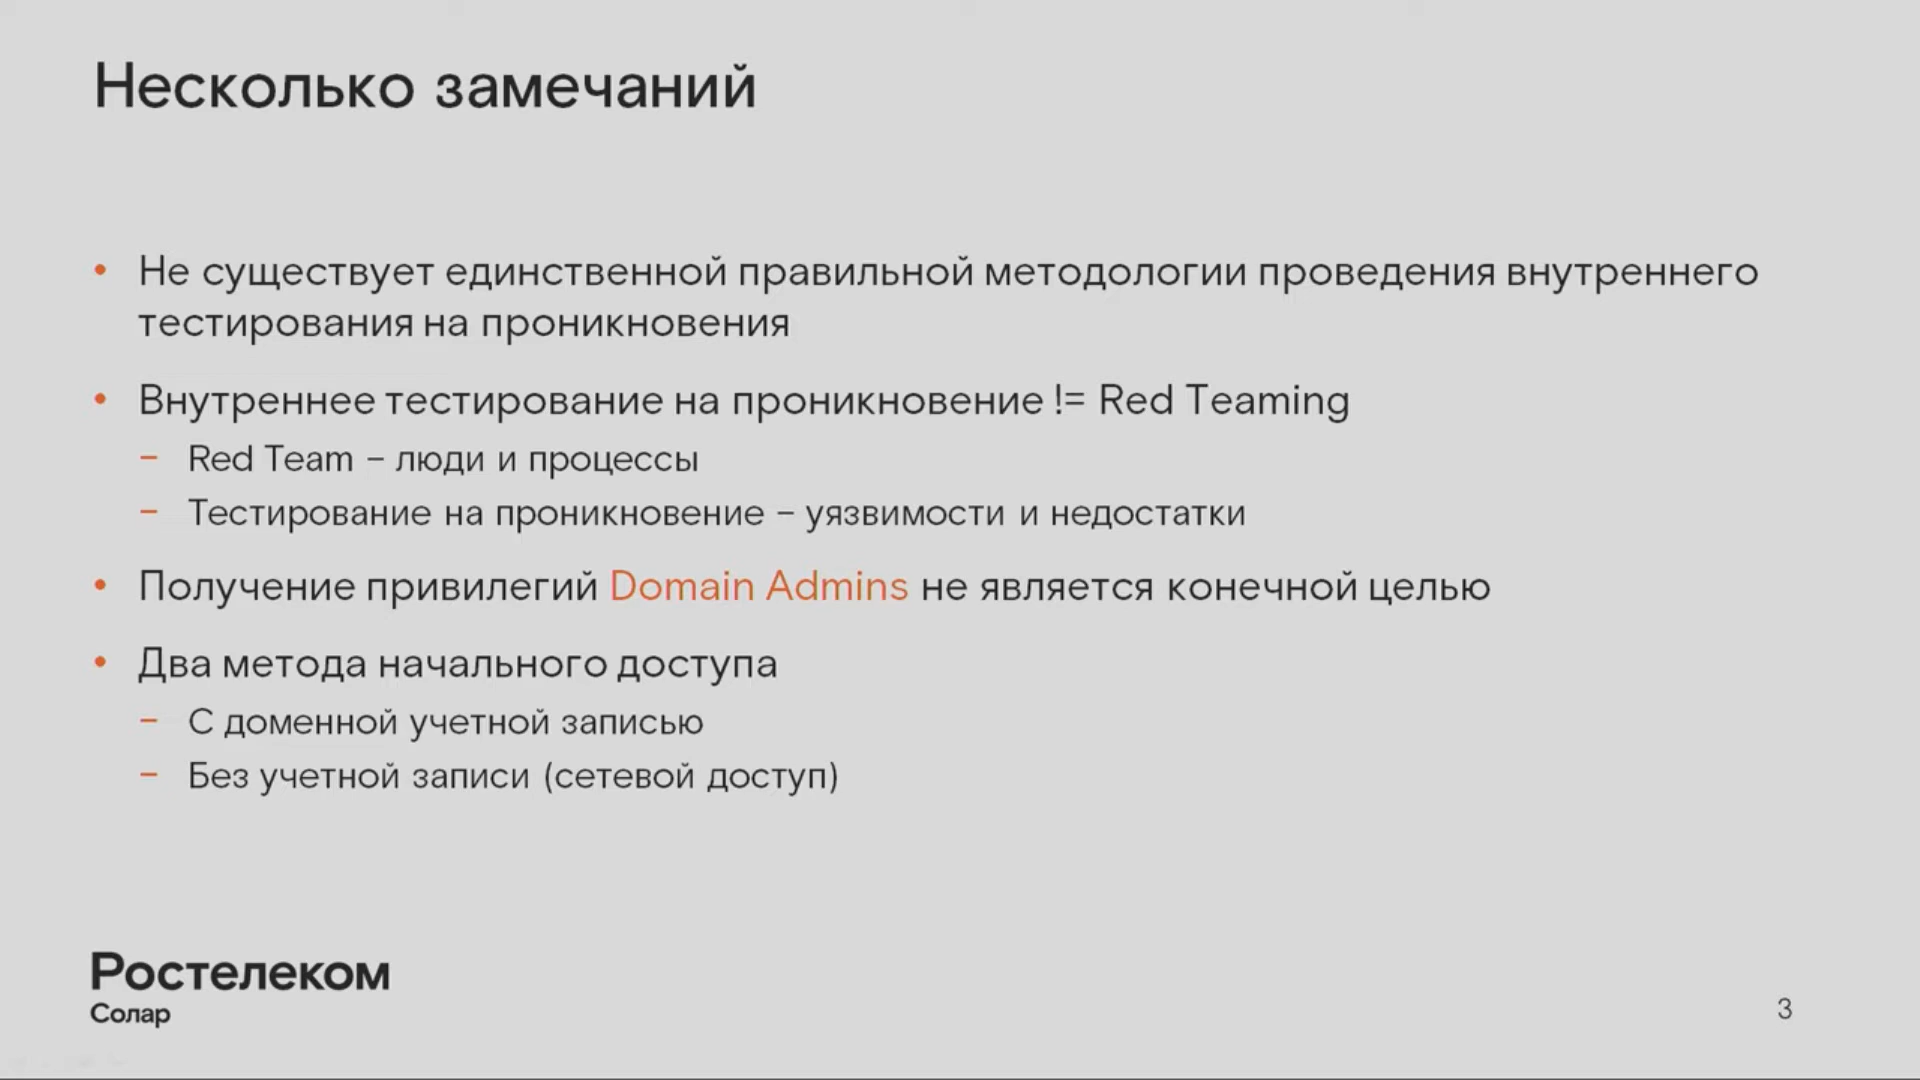 Несколько замечаний
• Не существует единственной правильной методологии проведения внутреннего
тестирования на проникновения
• Внутреннее тестирование на проникновение != Red Teaming
– Red Team – люди и процессы
– Тестирование на проникновение – уязвимости и недостатки
• Получение привилегий Domain Admins не является конечной целью
• Два метода начального доступа
– С доменной учетной записью
– Без учетной записи (сетевой доступ)
Ростелеком
Солар
3